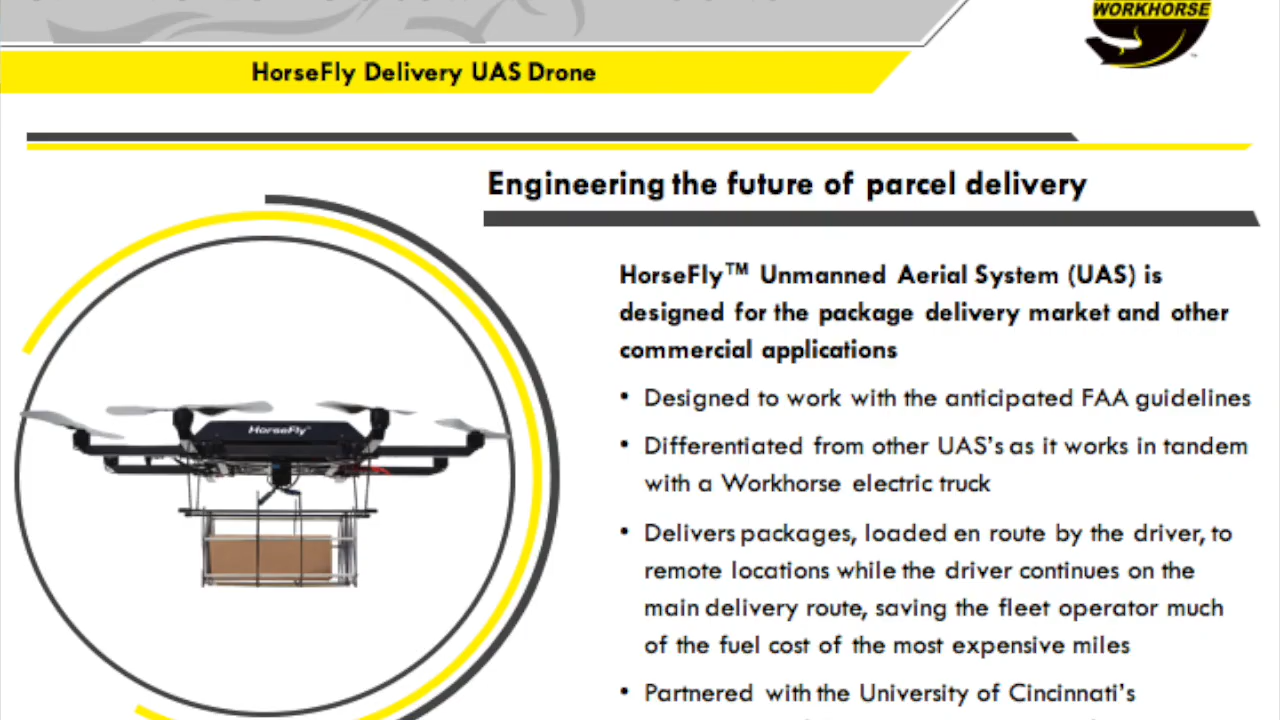 WORKHORSE
HorseFly Delivery UAS Drone
Engineering the future of parcel delivery
HorseFly™ Unmanned Aerial System (UAS) is
designed for the package delivery market and other
commercial applications
• Designed to work with the anticipated FAA guidelines
• Differentiated from other UAS's as it works in tandem
with a Workhorse electric truck
• Delivers packages, loaded en route by the driver, to
remote locations while the driver continues on the
main delivery route, saving the fleet operator much
of the fuel cost of the most expensive miles
• Partnered with the University of Cincinnati's
HorseFly™